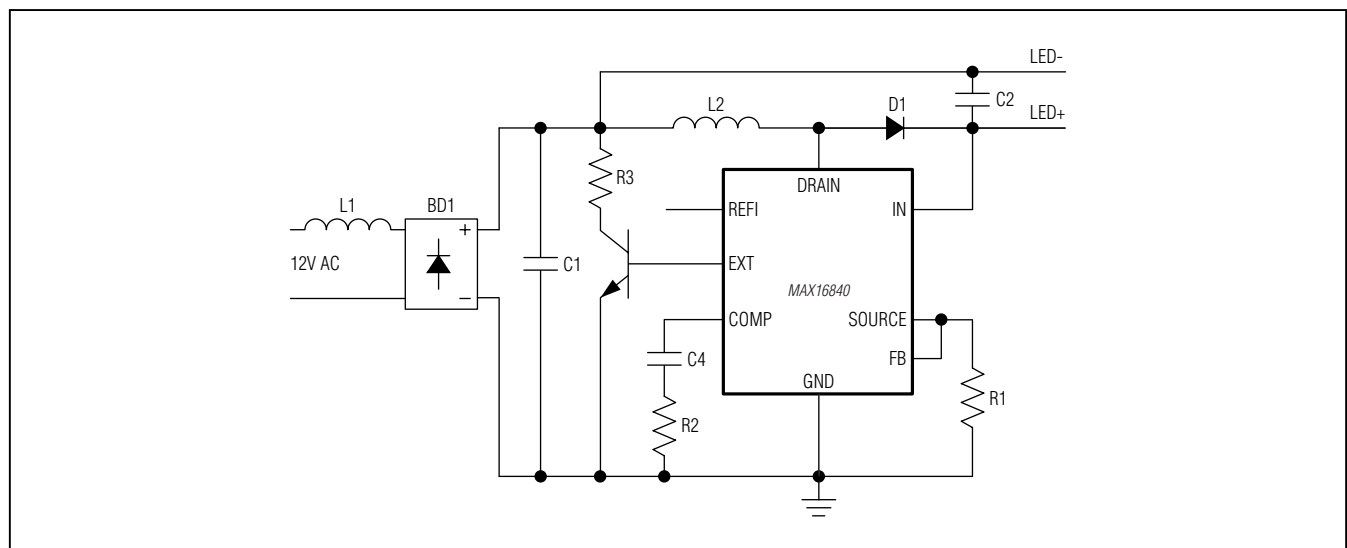 LED-
C2
D1
L2
LED+
R3
DRAIN
L1
BD1
REFI
IN
+
12V AC
C1
EXT
MAX16840
−
COMP
SOURCE
C4
FB
GND
R1
R2